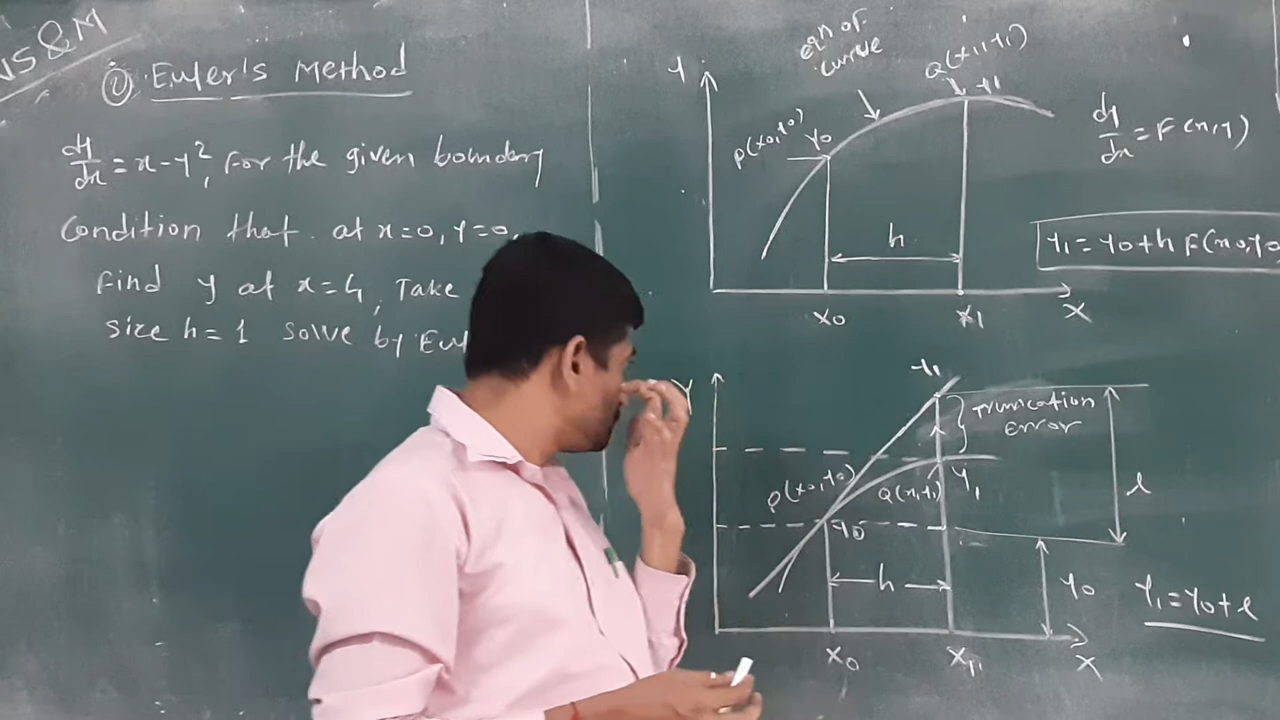 NS&M
① Euler's Method
dy/dx = x - y², For the given boundary
Condition that. at x=0, y=0.
Find y at x=4, Take
size h=1 solve by Eul
eqn of
curve
Y
Q(x1, y1)
y1
P(x0, y0)
y0
dy/dx = F(x, y)
h
y1 = y0 + h F(x0, y0
x0
x1
X
Y
y1
Truncation
Error
P(x0, y0)
Q(x1, y1)
y1
l
y0
h
y0
y1 = y0 + l
x0
x1
X